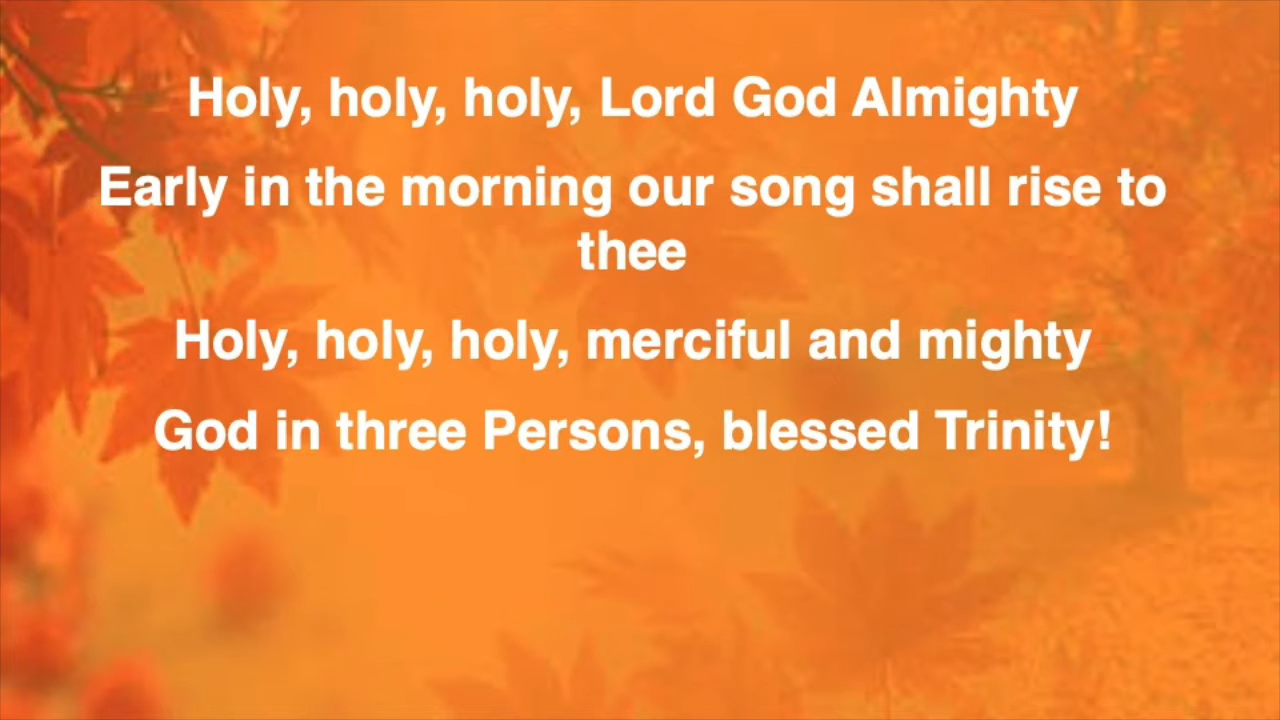 Holy, holy, holy, Lord God Almighty
Early in the morning our song shall rise to
thee
Holy, holy, holy, merciful and mighty
God in three Persons, blessed Trinity!